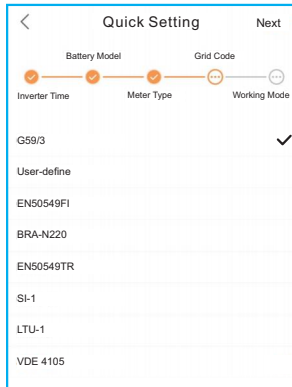 Quick Setting Next
Battery Model Grid Code
Inverter Time Meter Type Working Mode
G59/3
User-define
EN50549FI
BRA-N220
EN50549TR
SI-1
LTU-1
VDE 4105